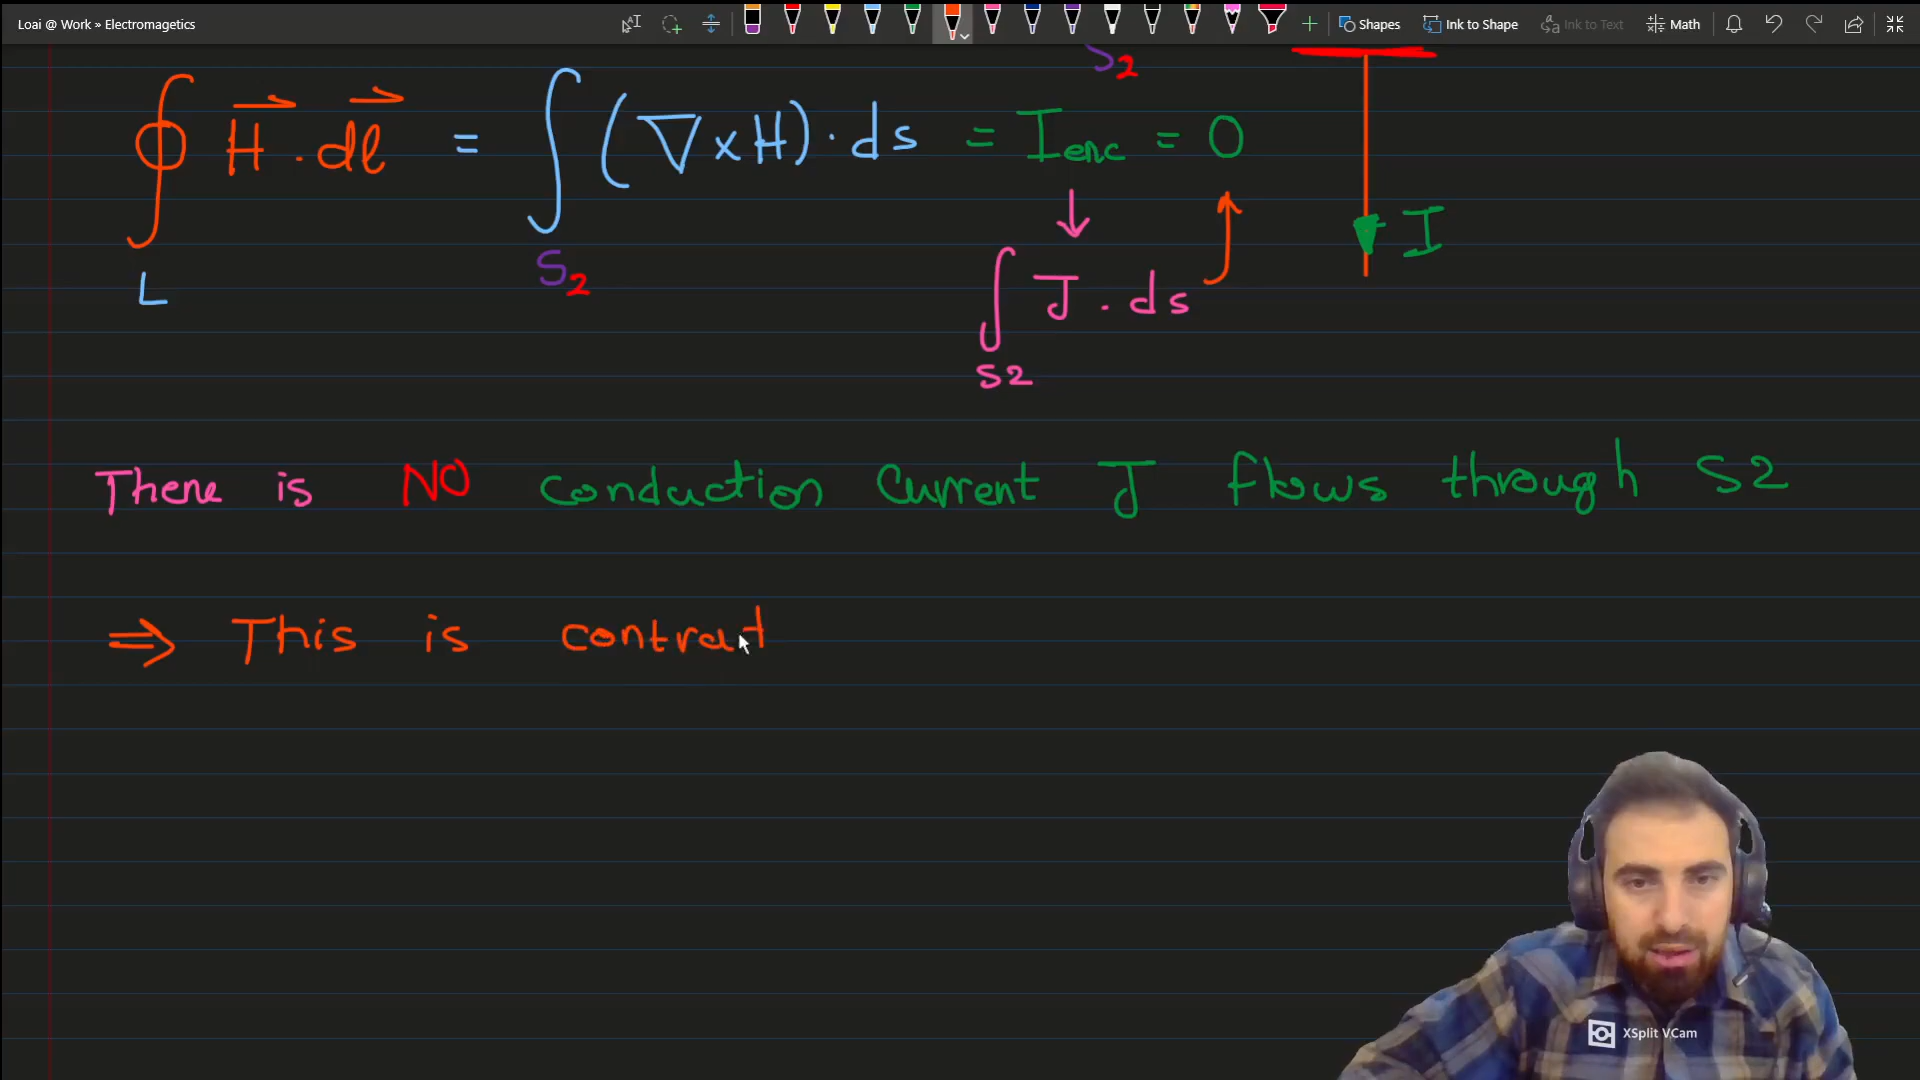 Loai @ Work » Electromagetics
Shapes Ink to Shape Ink to Text Math
S2
∮ H⃗ . dl⃗ = ∫ (∇xH)·ds = Ienc = 0
L S2
I
∫ J . ds
S2
There is NO conduction Current J flows through S2
⇒ This is contrad
XSplit VCam